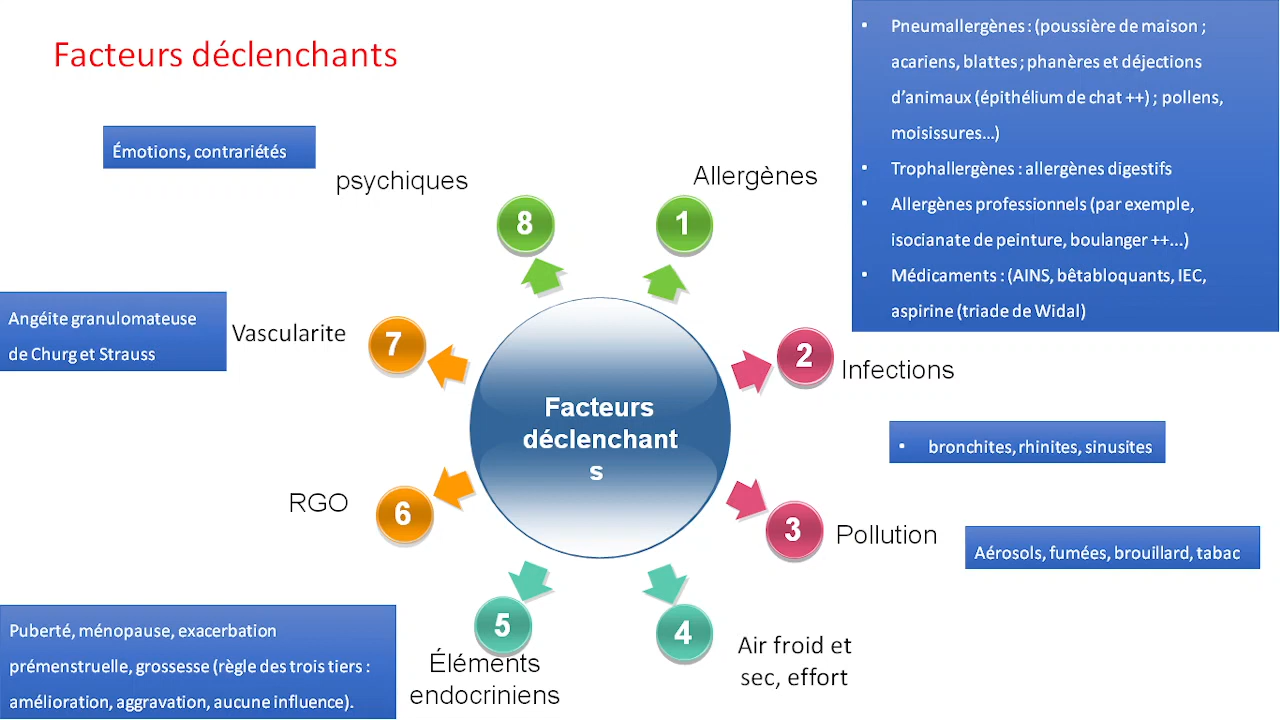 Facteurs déclenchants
• Pneumallergènes : (poussière de maison ;
acariens, blattes ; phanères et déjections
d’animaux (épithélium de chat ++) ; pollens,
moisissures…)
• Trophallergènes : allergènes digestifs
• Allergènes professionnels (par exemple,
isocianate de peinture, boulanger ++...)
• Médicaments : (AINS, bêtabloquants, IEC,
aspirine (triade de Widal)
Émotions, contrariétés
psychiques
8
1
Allergènes
Angéite granulomateuse
de Churg et Strauss
Vascularite
7
2
Infections
Facteurs
déclenchant
s
▪ bronchites, rhinites, sinusites
RGO
6
3
Pollution
Aérosols, fumées, brouillard, tabac
Puberté, ménopause, exacerbation
prémenstruelle, grossesse (règle des trois tiers :
amélioration, aggravation, aucune influence).
5
Éléments
endocriniens
4
Air froid et
sec, effort